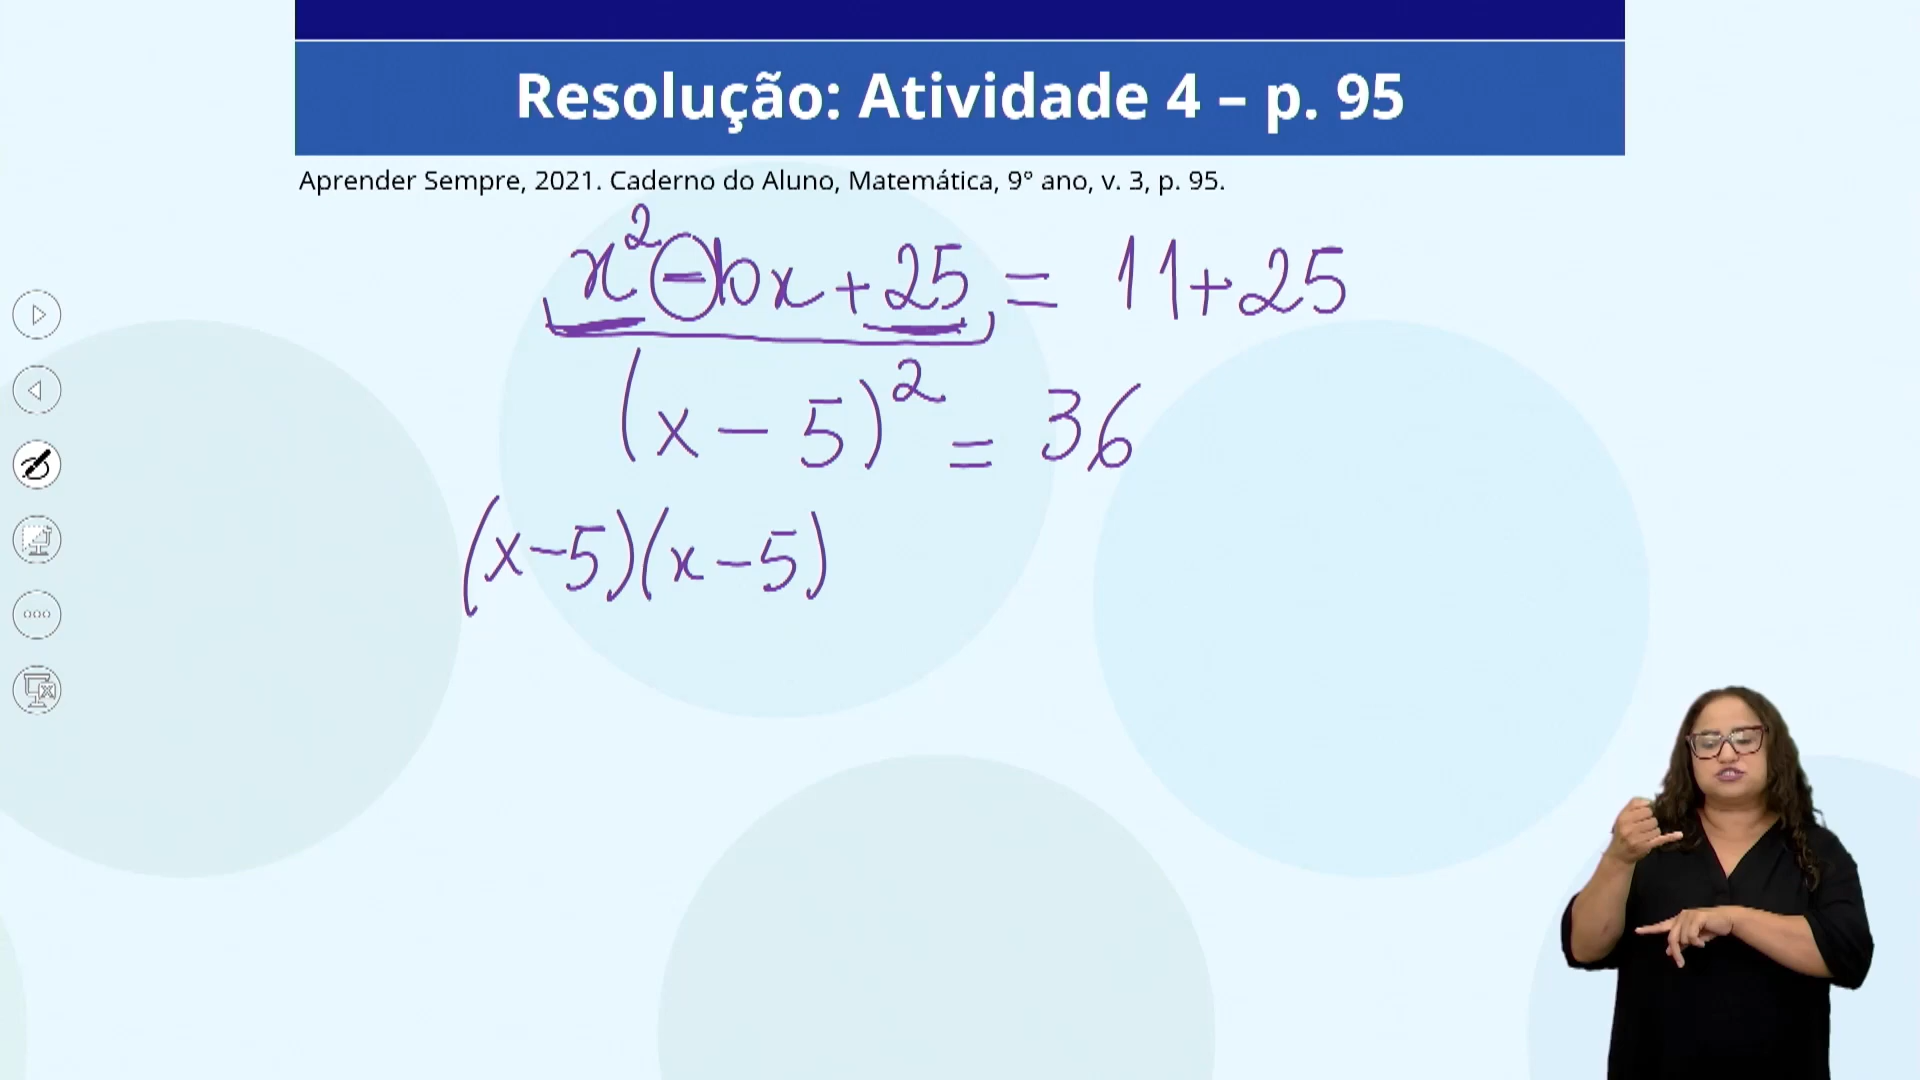 Resolução: Atividade 4 – p. 95
Aprender Sempre, 2021. Caderno do Aluno, Matemática, 9º ano, v. 3, p. 95.
x² − 10x + 25 = 11 + 25
(x − 5)² = 36
(x − 5)(x − 5)